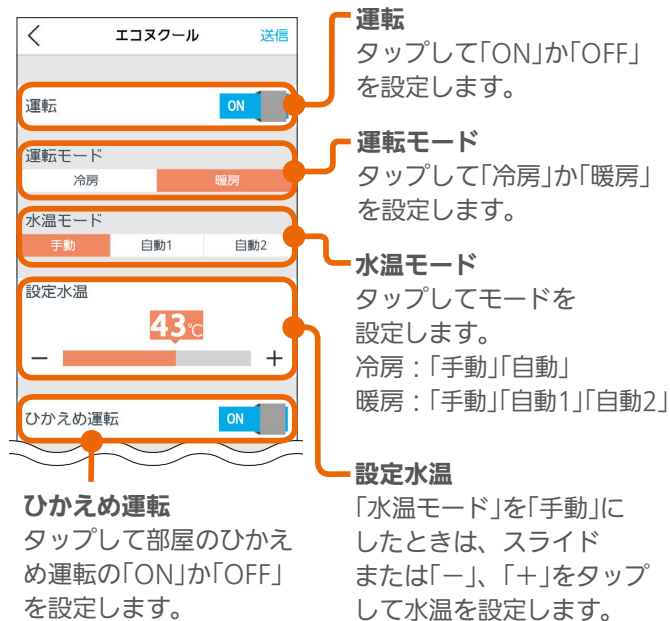 エコヌクール
送信
運転
ON
運転モード
冷房
暖房
水温モード
手動
自動1
自動2
設定水温
43℃
－
＋
ひかえめ運転
ON
運転
タップして「ON」か「OFF」
を設定します。
運転モード
タップして「冷房」か「暖房」
を設定します。
水温モード
タップしてモードを
設定します。
冷房：「手動」「自動」
暖房：「手動」「自動1」「自動2」
設定水温
「水温モード」を「手動」に
したときは、スライド
または「－」、「＋」をタップ
して水温を設定します。
ひかえめ運転
タップして部屋のひかえ
め運転の「ON」か「OFF」
を設定します。